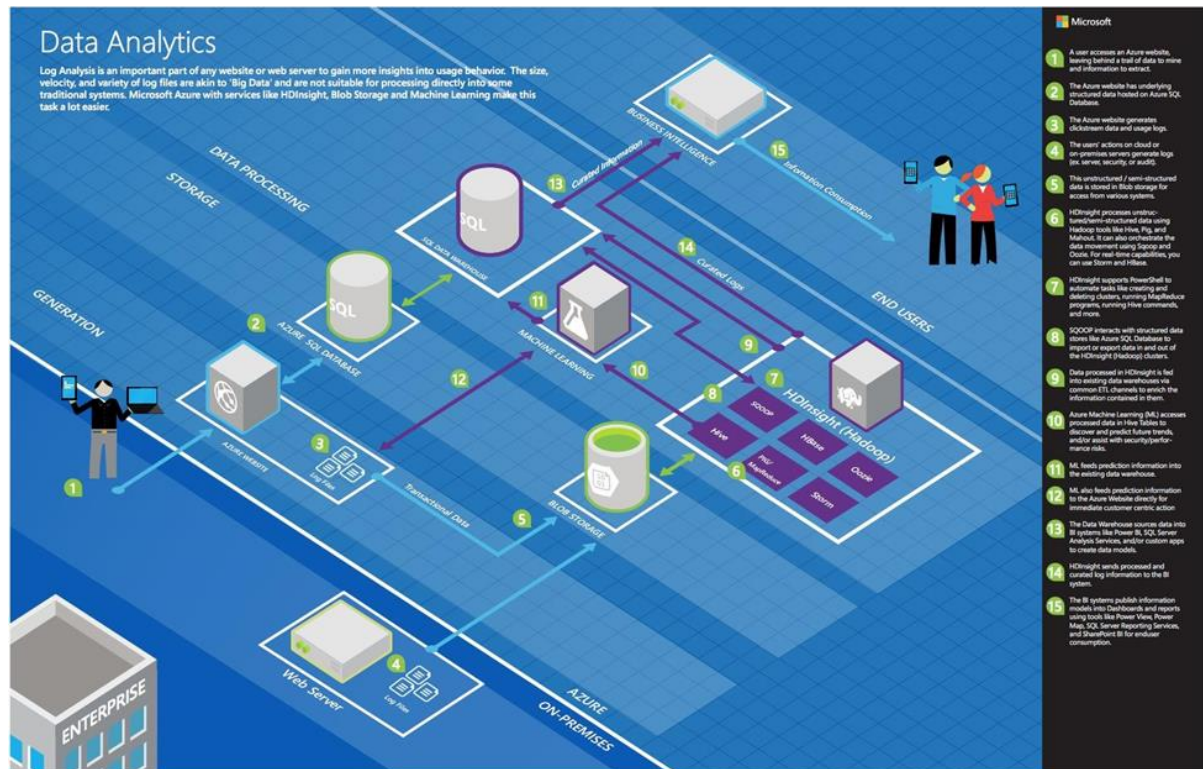 Data Analytics
Log Analysis is an important part of any website or web server to gain more insights into usage behavior. The size,
velocity, and variety of log files are akin to 'Big Data' and are not suitable for processing directly into some
traditional systems. Microsoft Azure with services like HDInsight, Blob Storage and Machine Learning make this
task a lot easier.
GENERATION
STORAGE
DATA PROCESSING
END USERS
BUSINESS INTELLIGENCE
13
Curated Information
15
Infomation Consumption
SQL
SQL DATA WAREHOUSE
14
Curated Logs
SQL
AZURE SQL DATABASE
2
11
MACHINE LEARNING
12
10
9
7
8
HDInsight (Hadoop)
SQOOP
Hive
HBase
Oozie
PIG/
MapReduce
Storm
6
AZURE WEBSITE
1
3
Log Files
Transactional Data
5
BLOB STORAGE
4
Log Files
Web Server
AZURE
ON-PREMISES
ENTERPRISE
Microsoft
1
A user accesses an Azure website,
leaving behind a trail of data to mine
and information to extract.
2
The Azure website has underlying
structured data hosted on Azure SQL
Database.
3
The Azure website generates
clickstream data and usage logs.
4
The users' actions on cloud or
on-premises servers generate logs
(ex. server, security, or audit).
5
This unstructured / semi-structured
data is stored in Blob storage for
access from various systems.
6
HDInsight processes unstruc-
tured/semi-structured data using
Hadoop tools like Hive, Pig, and
Mahout. It can also orchestrate the
data movement using Sqoop and
Oozie. For real-time capabilities, you
can use Storm and HBase.
7
HDInsight supports PowerShell to
automate tasks like creating and
deleting clusters, running MapReduce
programs, running Hive commands,
and more.
8
SQOOP interacts with structured data
stores like Azure SQL Database to
import or export data in and out of
the HDInsight (Hadoop) clusters.
9
Data processed in HDInsight is fed
into existing data warehouses via
common ETL channels to enrich the
information contained in them.
10
Azure Machine Learning (ML) accesses
processed data in Hive Tables to
discover and predict future trends,
and/or assist with security/perfor-
mance risks.
11
ML feeds prediction information into
the existing data warehouse.
12
ML also feeds prediction information
to the Azure Website directly for
immediate customer centric action
13
The Data Warehouse sources data into
BI systems like Power BI, SQL Server
Analysis Services, and/or custom apps
to create data models.
14
HDInsight sends processed and
curated log information to the BI
system.
15
The BI systems publish information
models into Dashboards and reports
using tools like Power View, Power
Map, SQL Server Reporting Services,
and SharePoint BI for enduser
consumption.